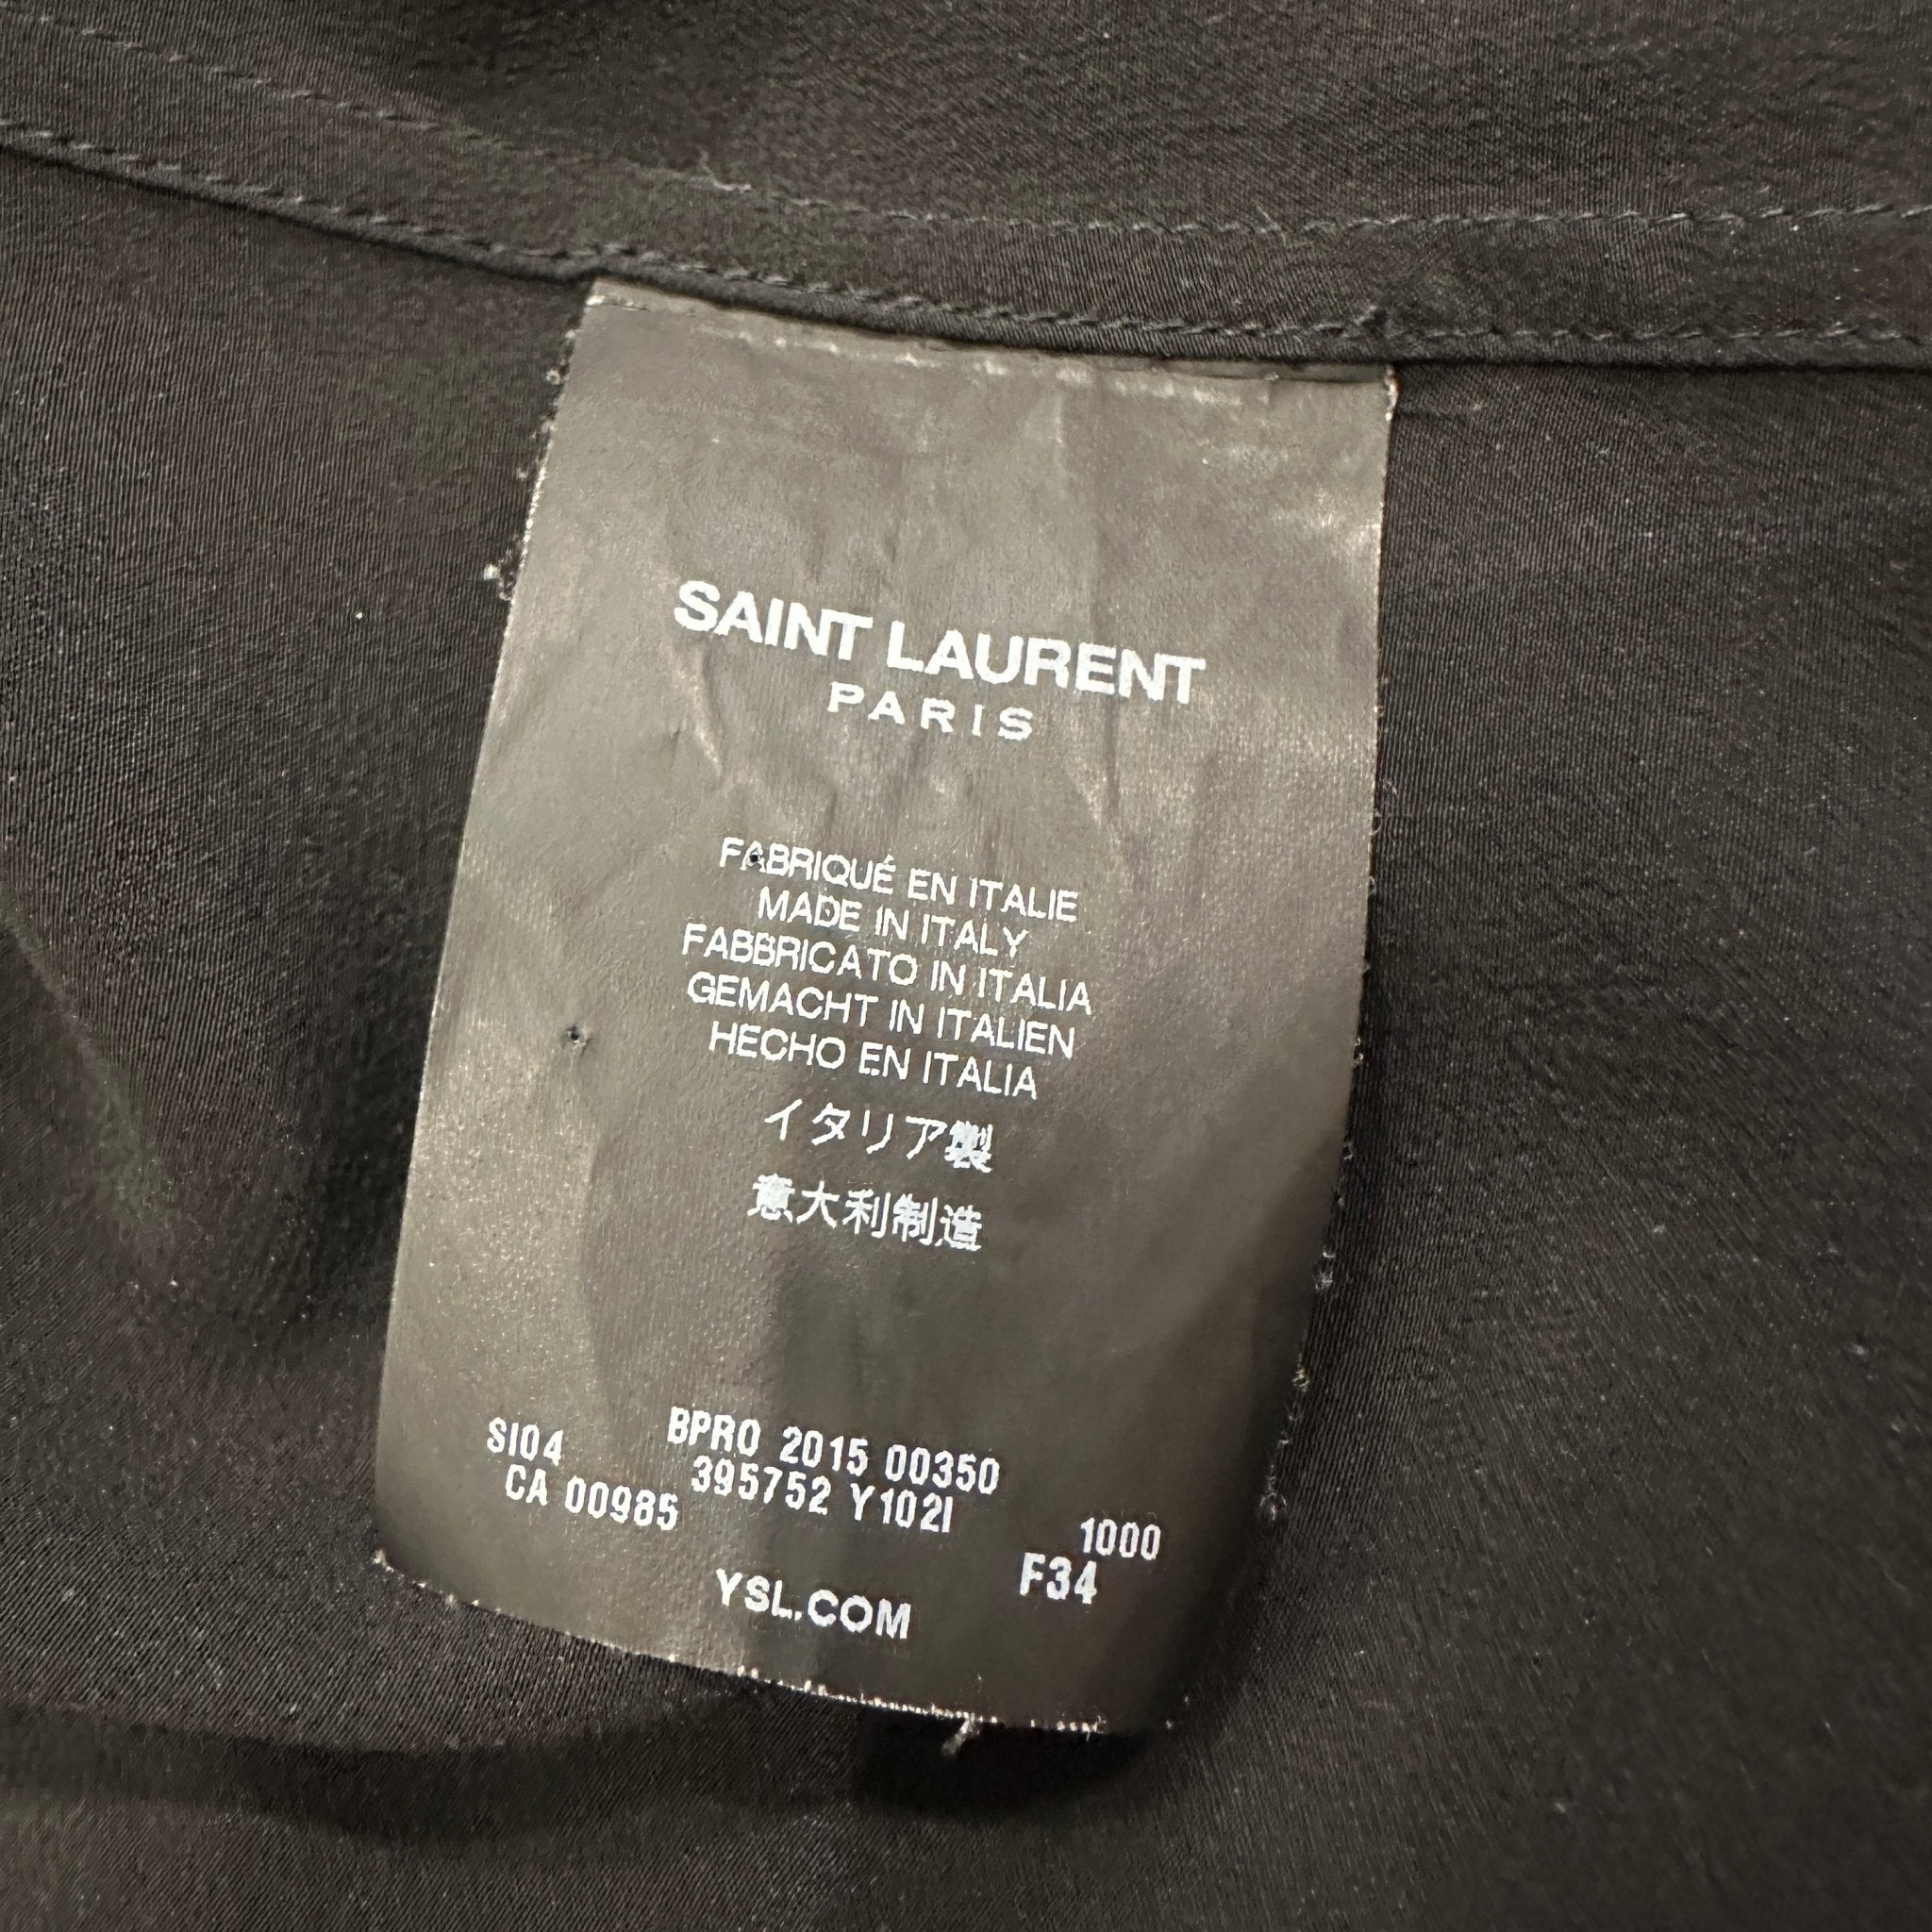 SAINT LAURENT
PARIS
FABRIQUÉ EN ITALIE
MADE IN ITALY
FABBRICATO IN ITALIA
GEMACHT IN ITALIEN
HECHO EN ITALIA
イタリア製
意大利制造
SI04 BPRO 2015 00350
CA 00985 395752 Y102I 1000
F34
YSL.COM